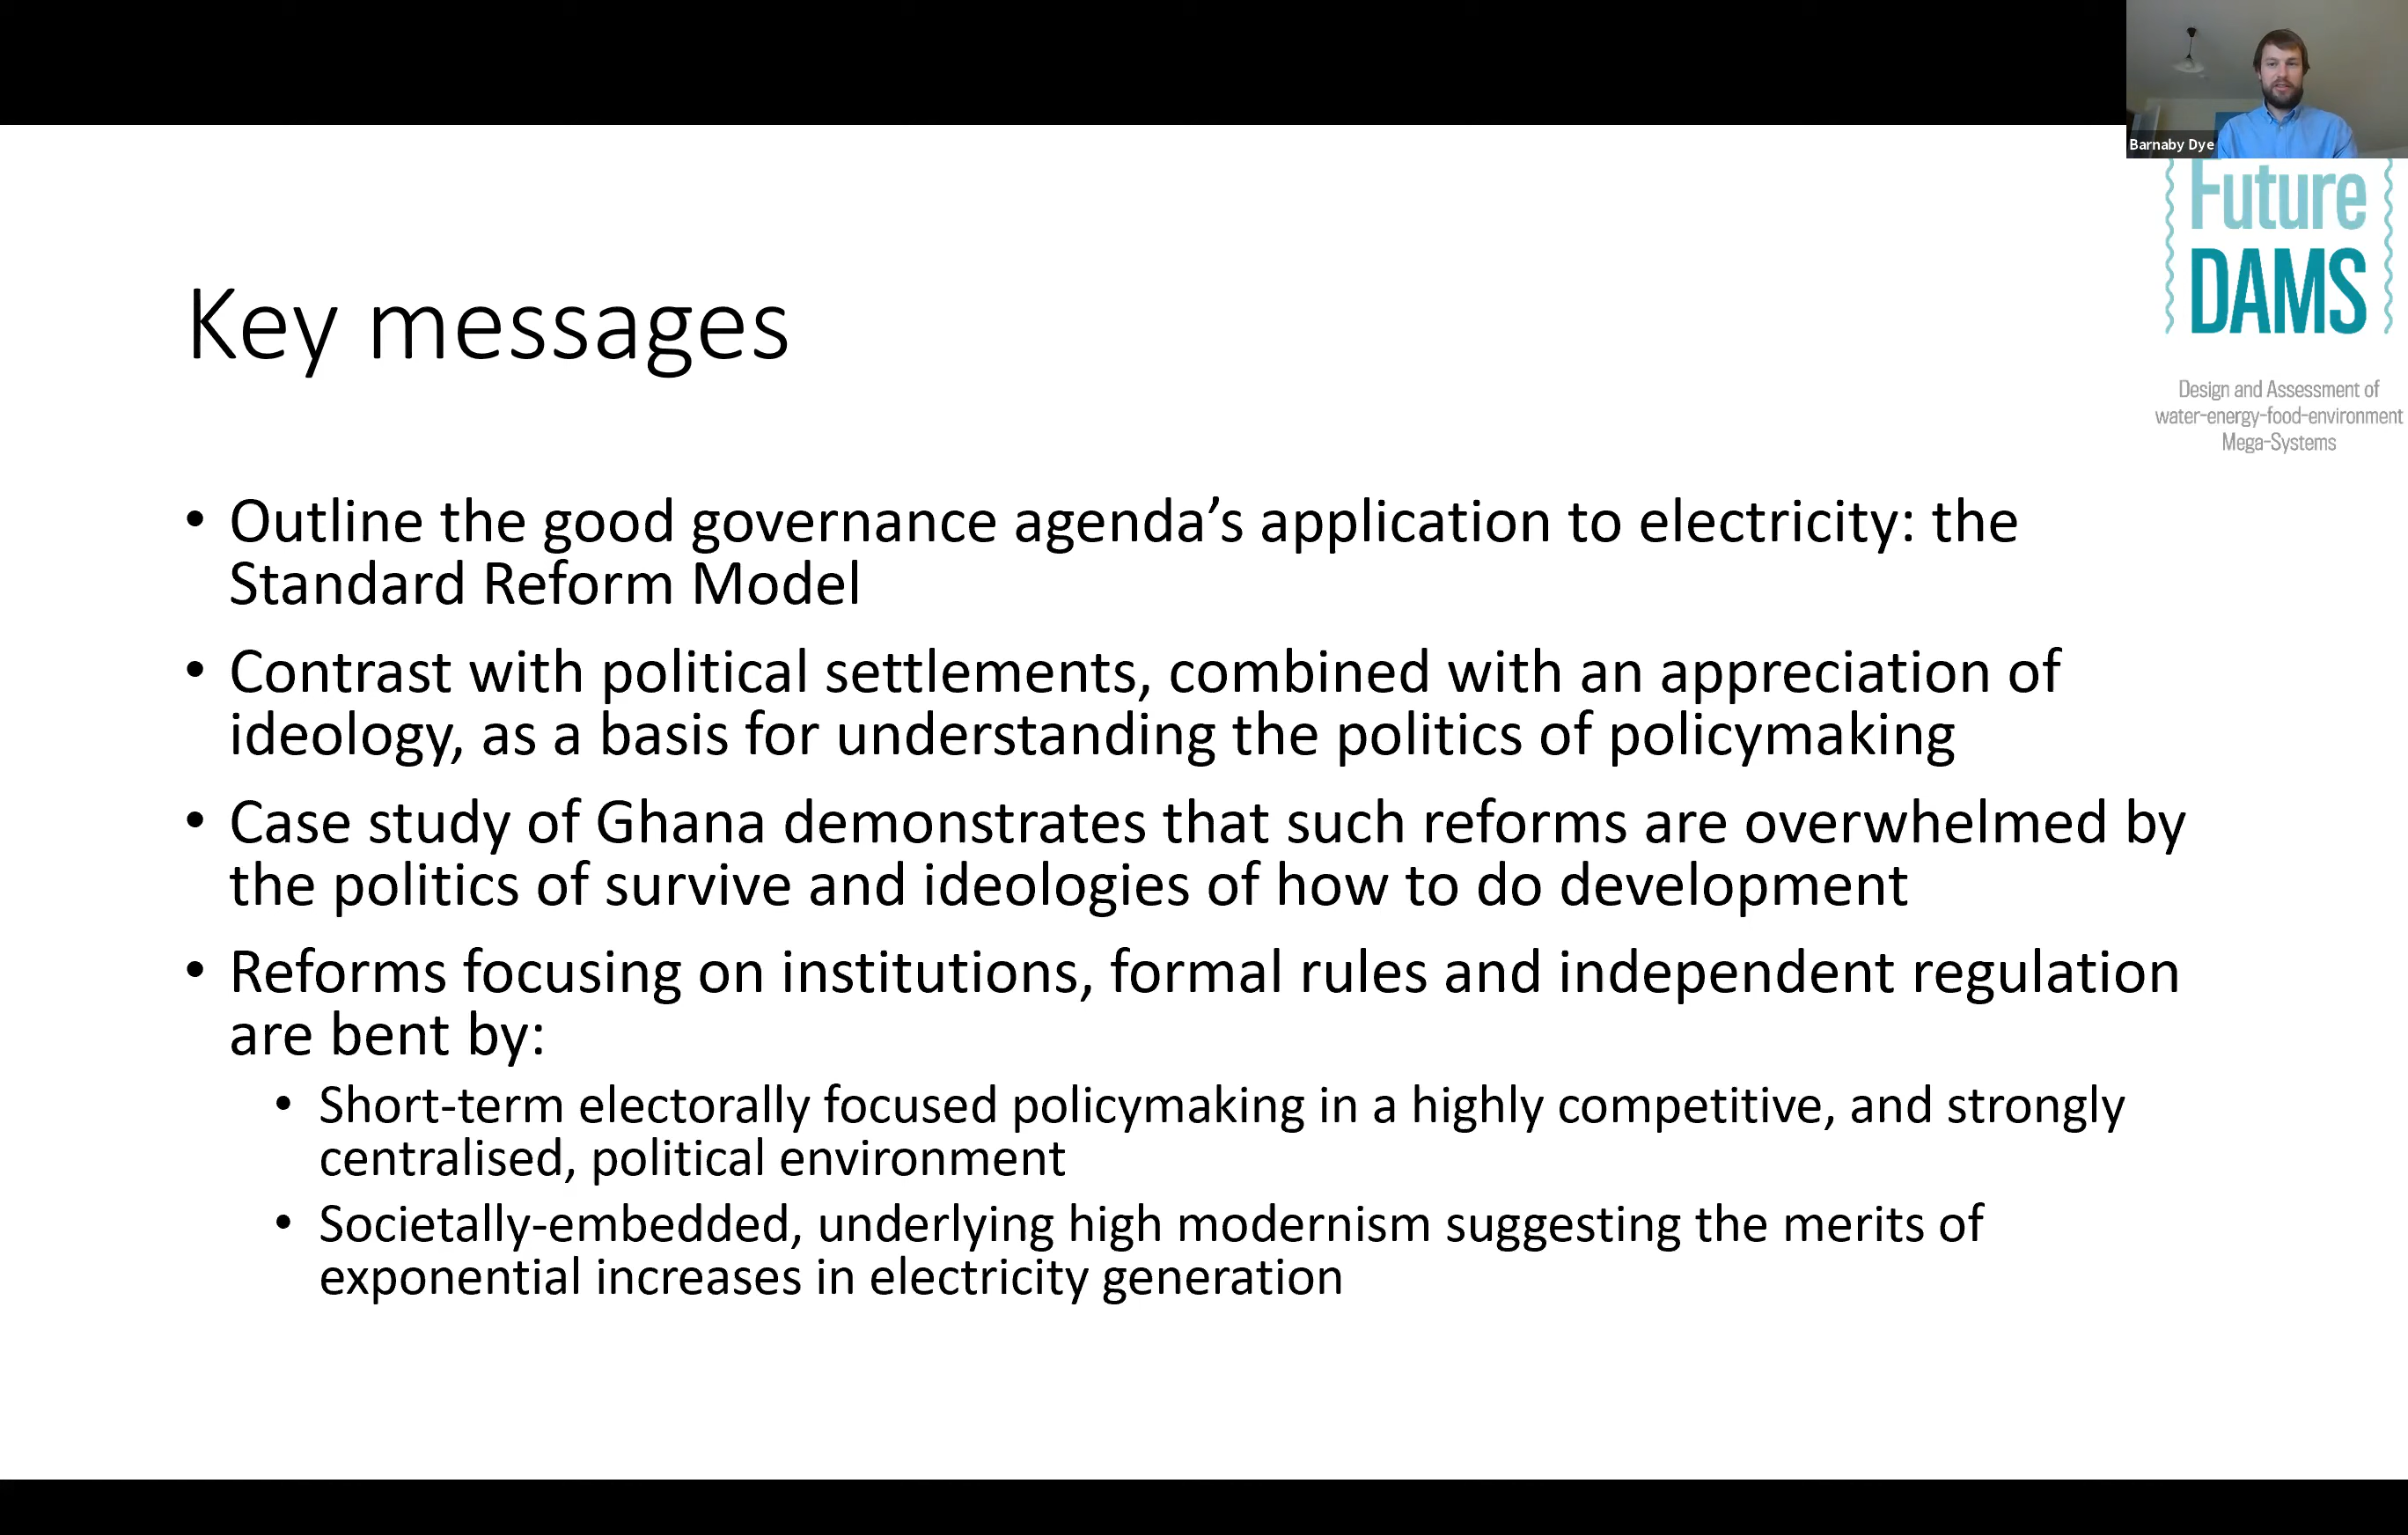 Barnaby Dye
Future
DAMS
Design and Assessment of
water-energy-food-environment
Mega-Systems
Key messages
• Outline the good governance agenda’s application to electricity: the
Standard Reform Model
• Contrast with political settlements, combined with an appreciation of
ideology, as a basis for understanding the politics of policymaking
• Case study of Ghana demonstrates that such reforms are overwhelmed by
the politics of survive and ideologies of how to do development
• Reforms focusing on institutions, formal rules and independent regulation
are bent by:
• Short-term electorally focused policymaking in a highly competitive, and strongly
centralised, political environment
• Societally-embedded, underlying high modernism suggesting the merits of
exponential increases in electricity generation